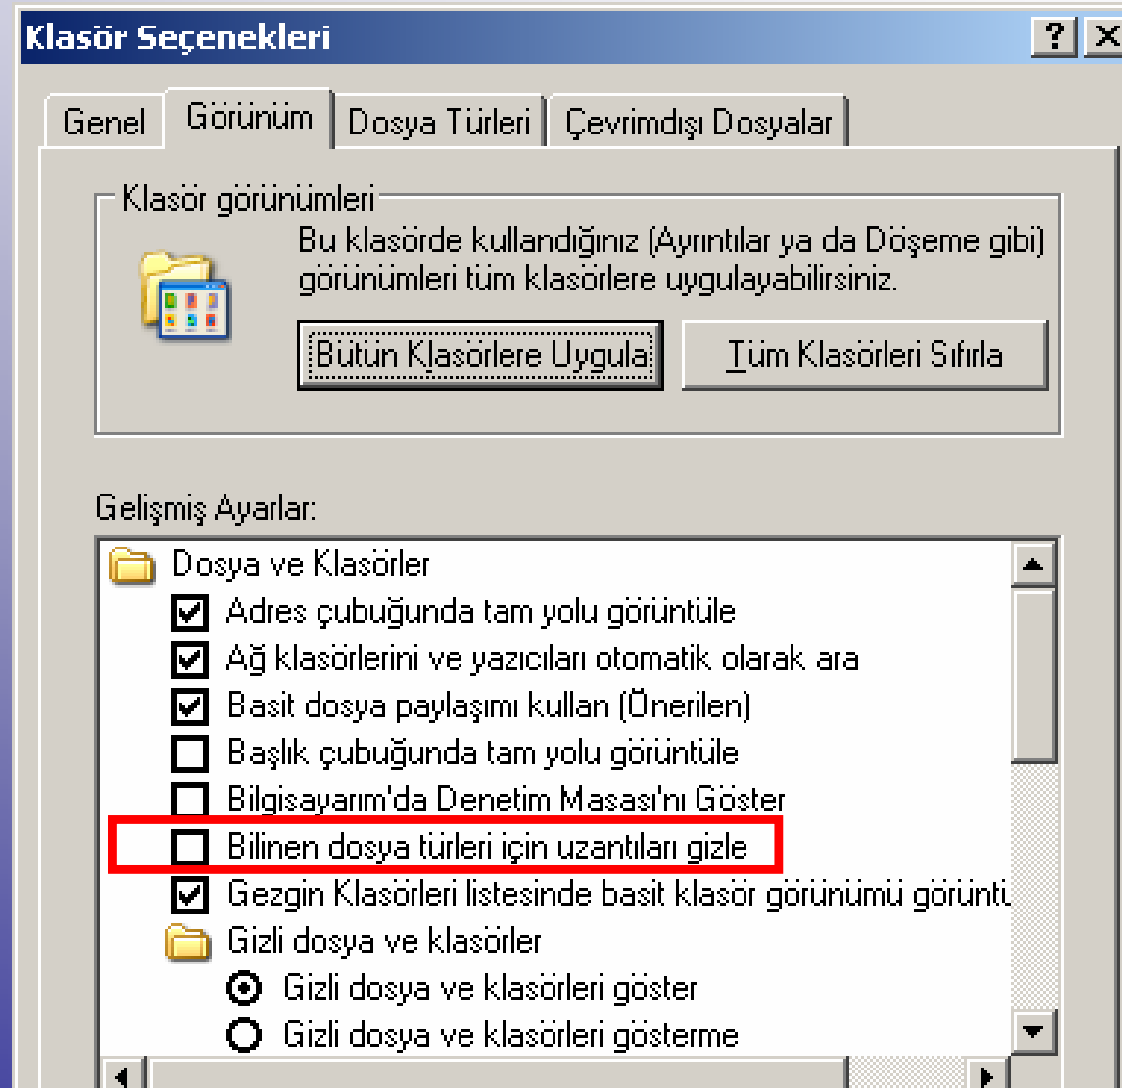 Klasör Seçenekleri
Genel
Görünüm
Dosya Türleri
Çevrimdışı Dosyalar
Klasör görünümleri
Bu klasörde kullandığınız (Ayrıntılar ya da Döşeme gibi)
görünümleri tüm klasörlere uygulayabilirsiniz.
Bütün Klasörlere Uygula
Tüm Klasörleri Sıfırla
Gelişmiş Ayarlar:
Dosya ve Klasörler
Adres çubuğunda tam yolu görüntüle
Ağ klasörlerini ve yazıcıları otomatik olarak ara
Basit dosya paylaşımı kullan (Önerilen)
Başlık çubuğunda tam yolu görüntüle
Bilgisayarım'da Denetim Masası'nı Göster
Bilinen dosya türleri için uzantıları gizle
Gezgin Klasörleri listesinde basit klasör görünümü görüntü
Gizli dosya ve klasörler
Gizli dosya ve klasörleri göster
Gizli dosya ve klasörleri gösterme